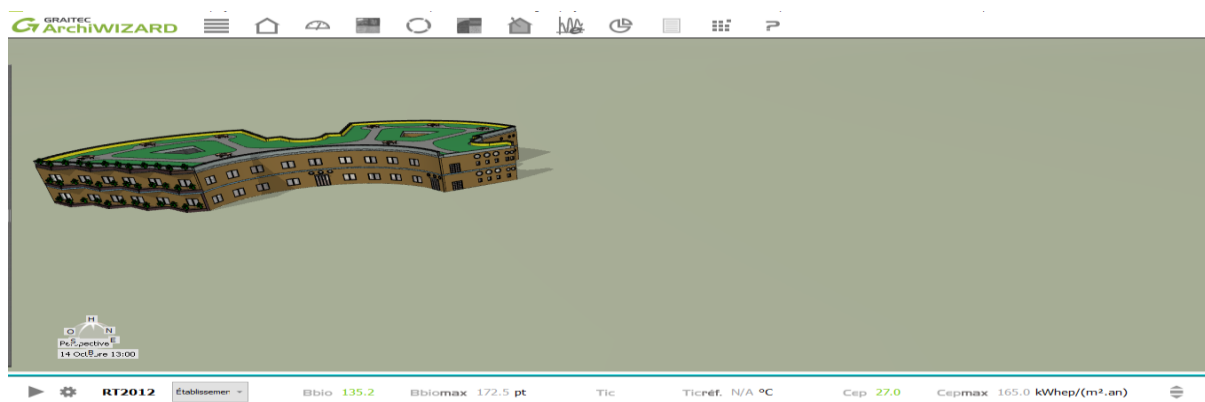 GRAITEC
ArchiWIZARD
H
O N
S E
Perspective
14 Octobre 13:00
RT2012 Établissemer Bbio 135.2 Bbiomax 172.5 pt Tic Ticréf. N/A °C Cep 27.0 Cepmax 165.0 kWhep/(m².an)